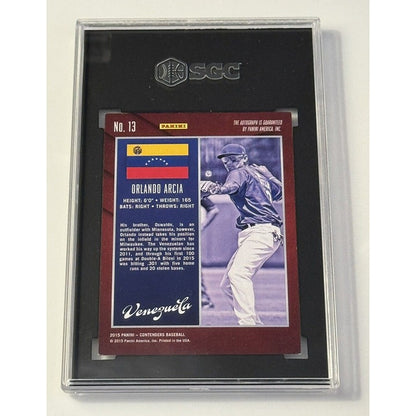 SGC
No. 13
PANINI
THE AUTOGRAPH IS GUARANTEED
BY PANINI AMERICA, INC.
ORLANDO ARCIA
HEIGHT: 6'0" • WEIGHT: 165
BATS: RIGHT • THROWS: RIGHT
His brother, Oswaldo, is an
outfielder with Minnesota, however,
Orlando instead takes his position
on the infield in the minors for
Milwaukee. The Venezuelan has
worked his way up the system since
2011, and through his first 100
games at Double-A Biloxi in 2015
was hitting .301 with five home
runs and 20 stolen bases.
Venezuela
2015 PANINI – CONTENDERS BASEBALL
© 2015 Panini America, Inc. Printed in the USA.